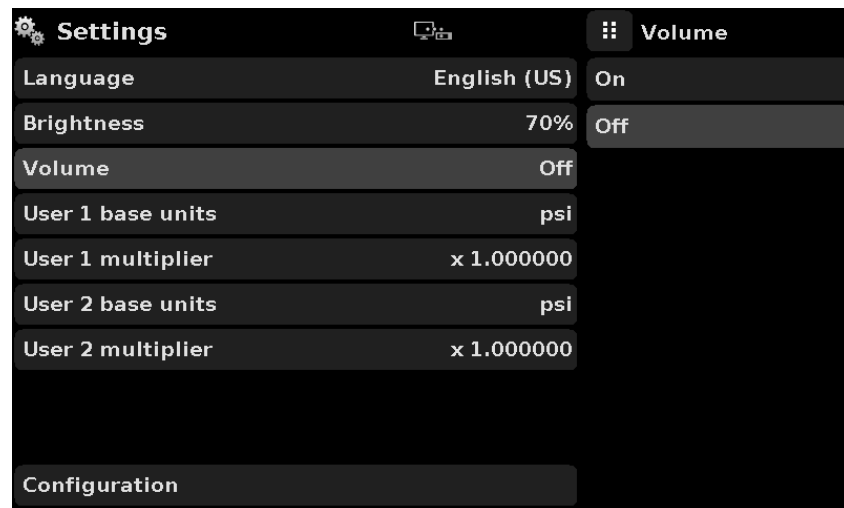 Settings
Language English (US)
Brightness 70%
Volume Off
User 1 base units psi
User 1 multiplier x 1.000000
User 2 base units psi
User 2 multiplier x 1.000000
Configuration
Volume
On
Off